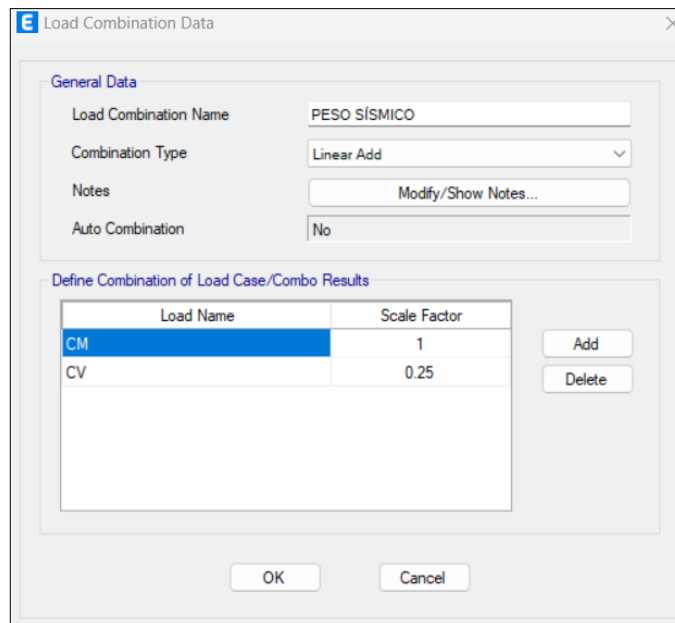 E Load Combination Data
General Data
Load Combination Name PESO SÍSMICO
Combination Type Linear Add
Notes Modify/Show Notes...
Auto Combination No
Define Combination of Load Case/Combo Results
Load Name Scale Factor
CM 1 Add
CV 0.25 Delete
OK Cancel